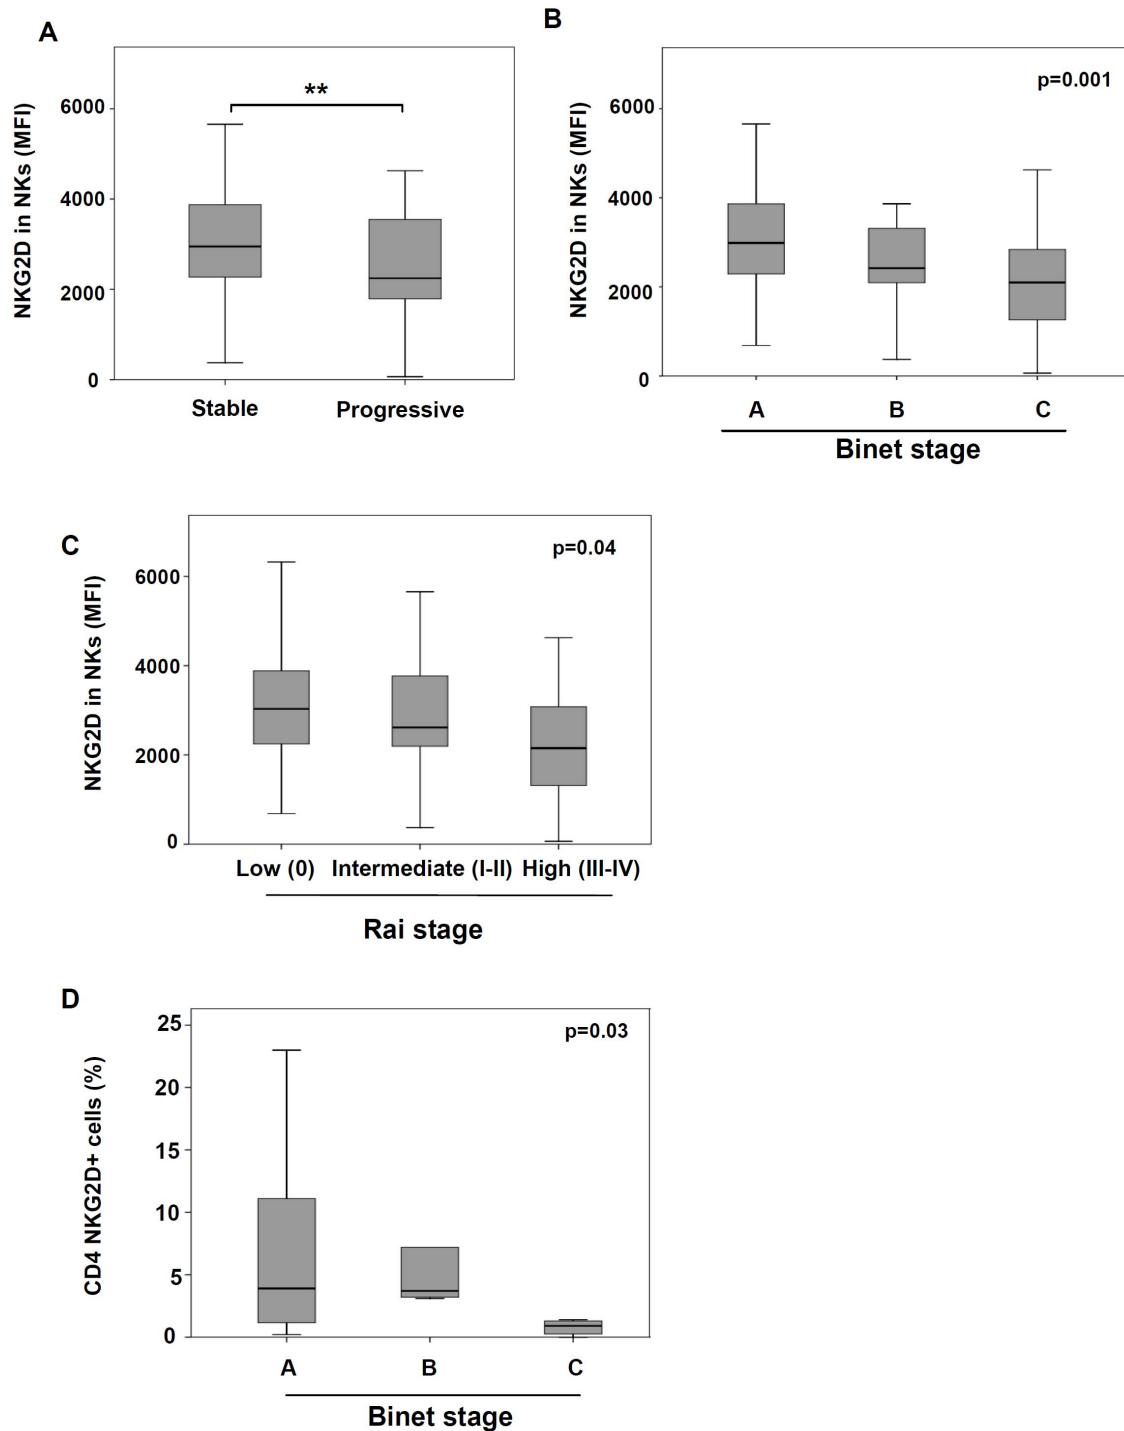 A
NKG2D in NKs (MFI)
6000
4000
2000
0
**
Stable Progressive
B
NKG2D in NKs (MFI)
6000
4000
2000
0
p=0.001
A B C
Binet stage
C
NKG2D in NKs (MFI)
6000
4000
2000
0
p=0.04
Low (0) Intermediate (I-II) High (III-IV)
Rai stage
D
CD4 NKG2D+ cells (%)
25
20
15
10
5
0
p=0.03
A B C
Binet stage